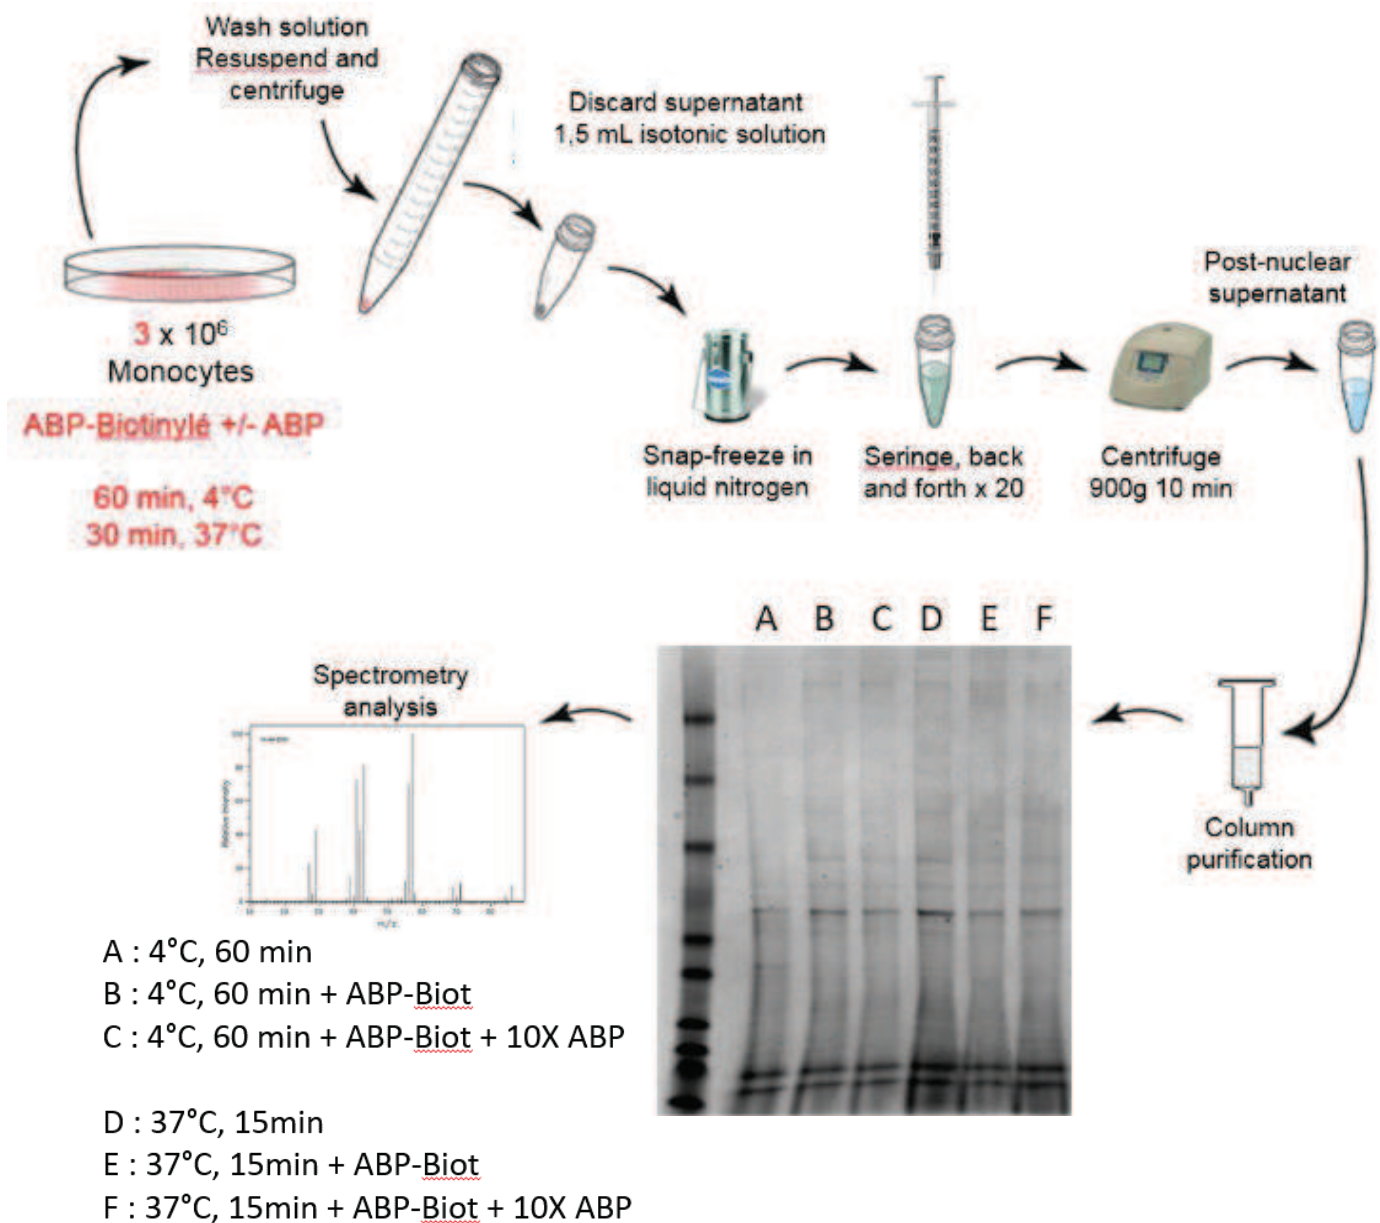 Wash solution
Resuspend and
centrifuge
Discard supernatant
1,5 mL isotonic solution
3 x 10⁶
Monocytes
ABP-Biotinylé +/- ABP
60 min, 4°C
30 min, 37°C
Snap-freeze in
liquid nitrogen
Seringe, back
and forth x 20
Centrifuge
900g 10 min
Post-nuclear
supernatant
Column
purification
A B C D E F
Spectrometry
analysis
Relative Intensity
m/z
A : 4°C, 60 min
B : 4°C, 60 min + ABP-Biot
C : 4°C, 60 min + ABP-Biot + 10X ABP
D : 37°C, 15min
E : 37°C, 15min + ABP-Biot
F : 37°C, 15min + ABP-Biot + 10X ABP